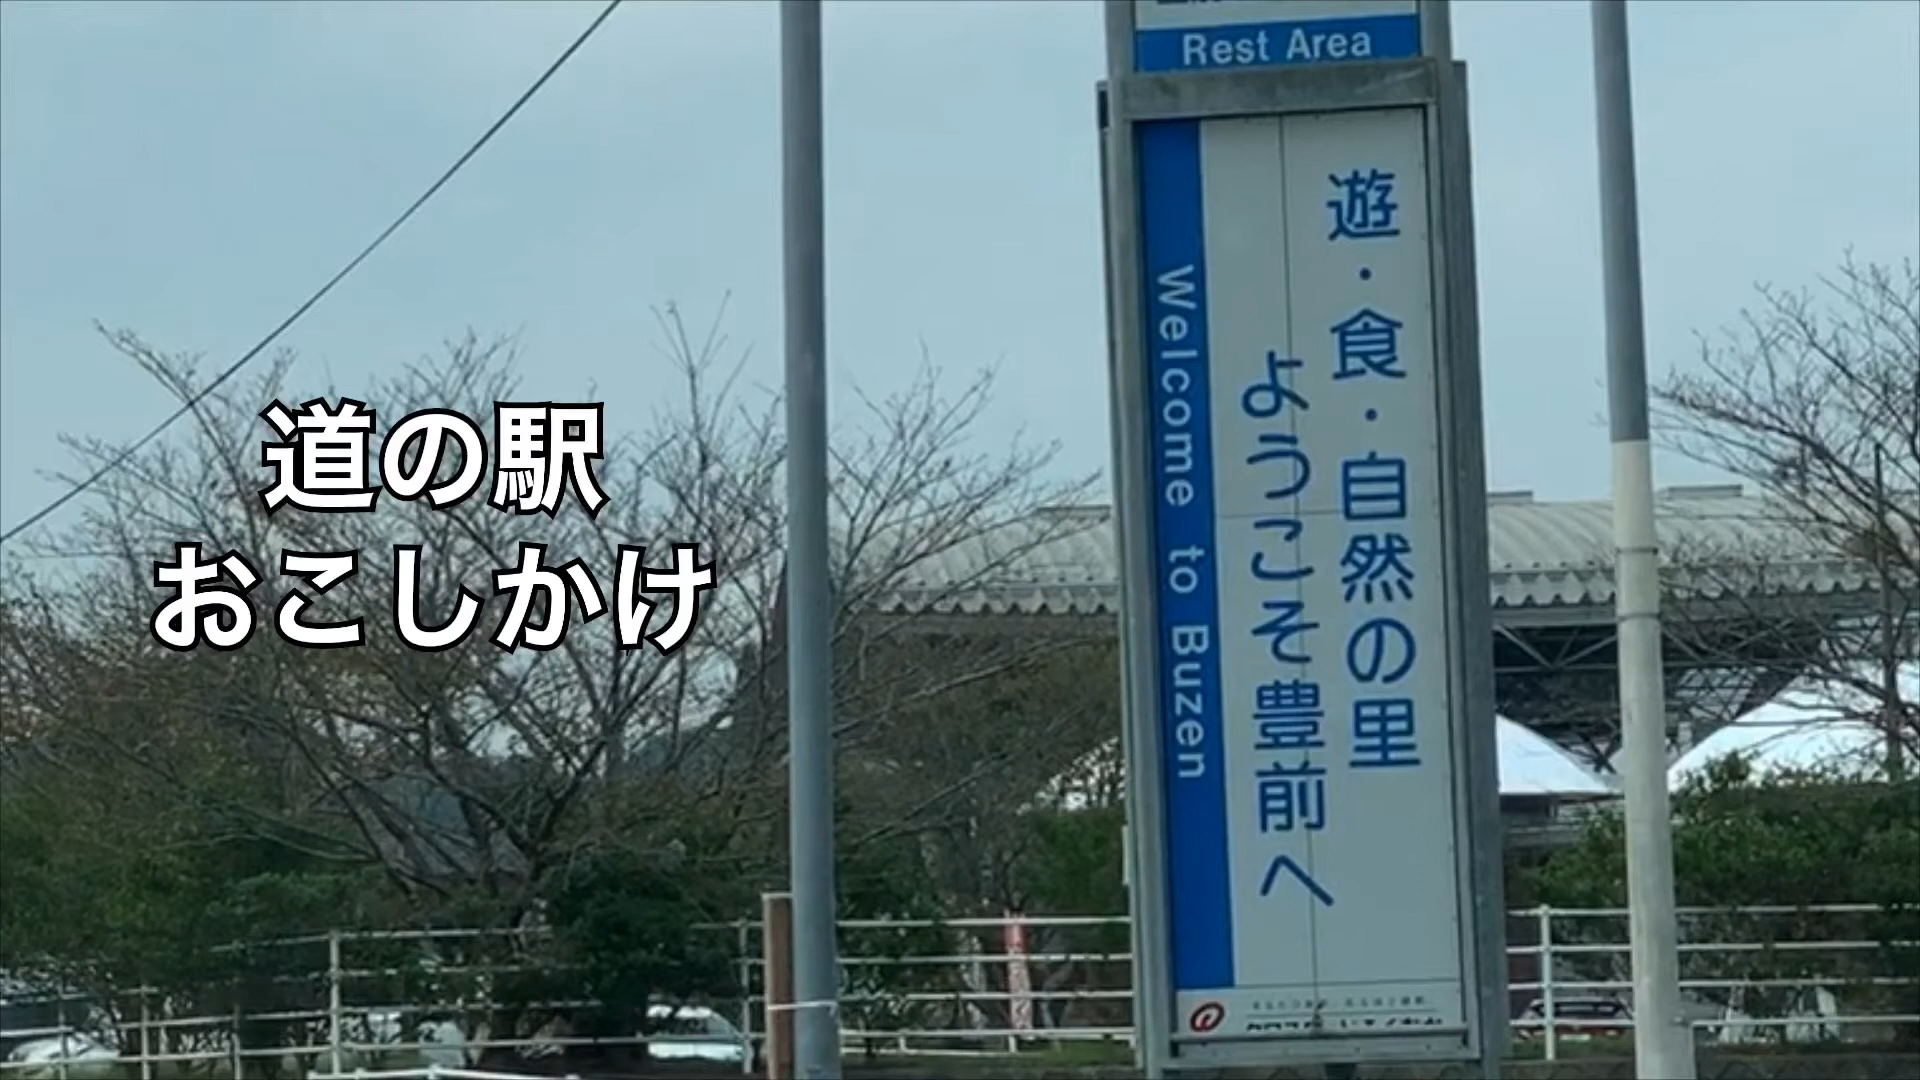 道の駅
おこしかけ
Rest Area
遊・食・自然の里
ようこそ豊前へ
Welcome to Buzen